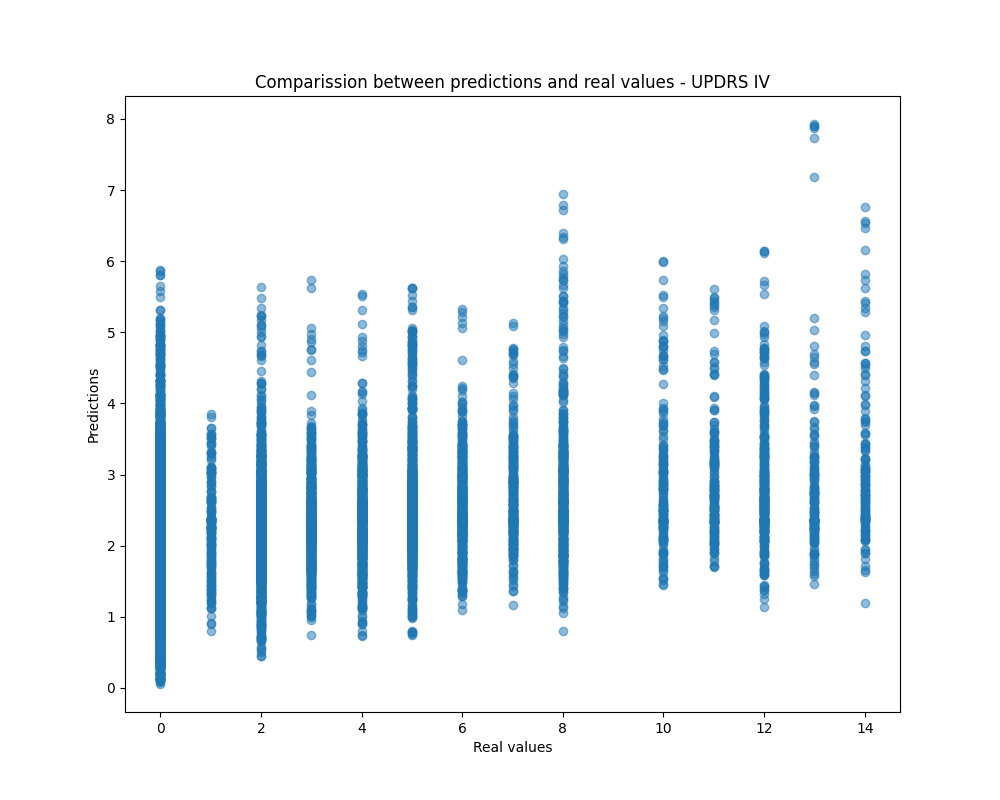 Comparission between predictions and real values - UPDRS IV
8
7
6
5
4
3
2
1
0
Predictions
0 2 4 6 8 10 12 14
Real values